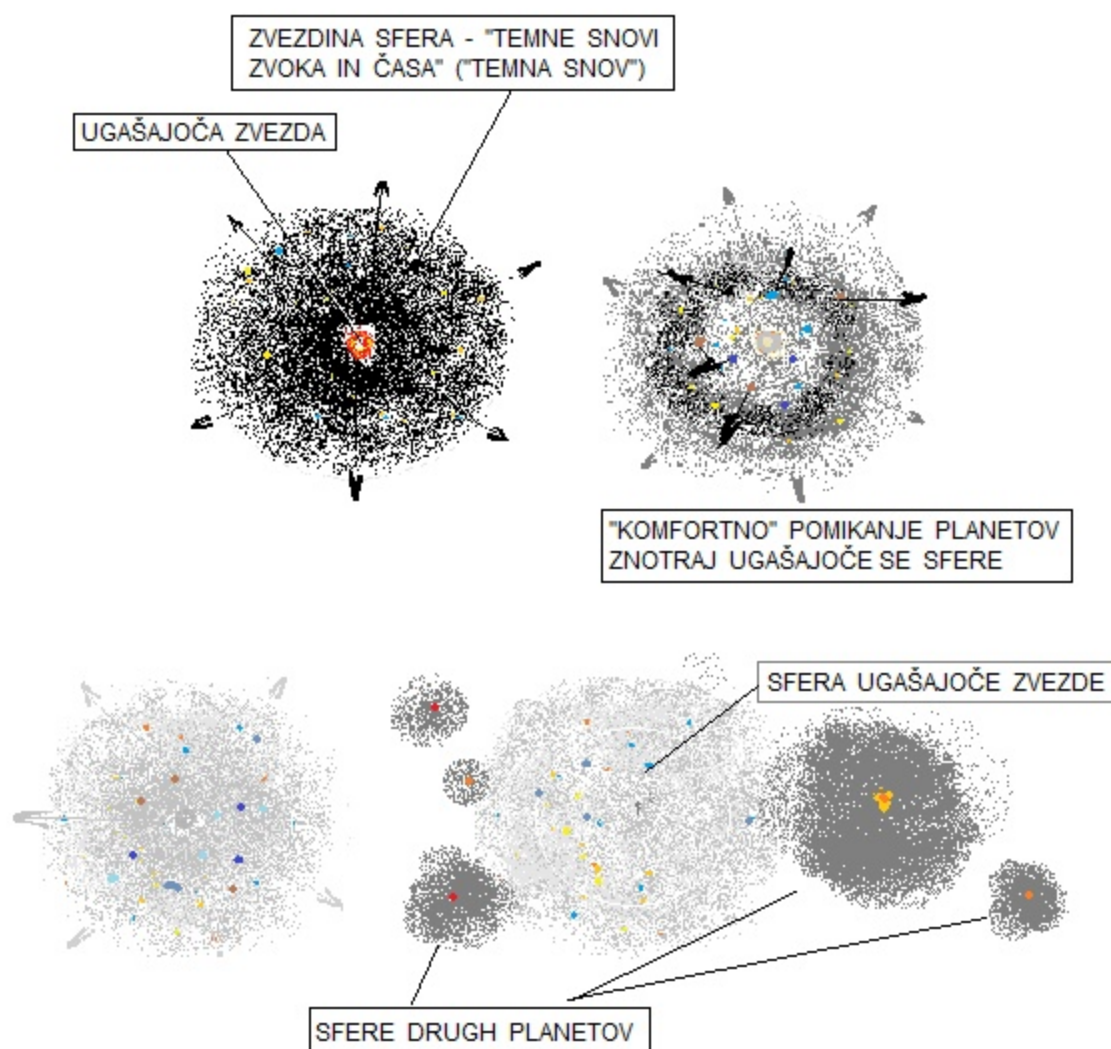 ZVEZDINA SFERA - "TEMNE SNOVI
ZVOKA IN ČASA" ("TEMNA SNOV")
UGAŠAJOČA ZVEZDA
"KOMFORTNO" POMIKANJE PLANETOV
ZNOTRAJ UGAŠAJOČE SE SFERE
SFERA UGAŠAJOČE ZVEZDE
SFERE DRUGH PLANETOV